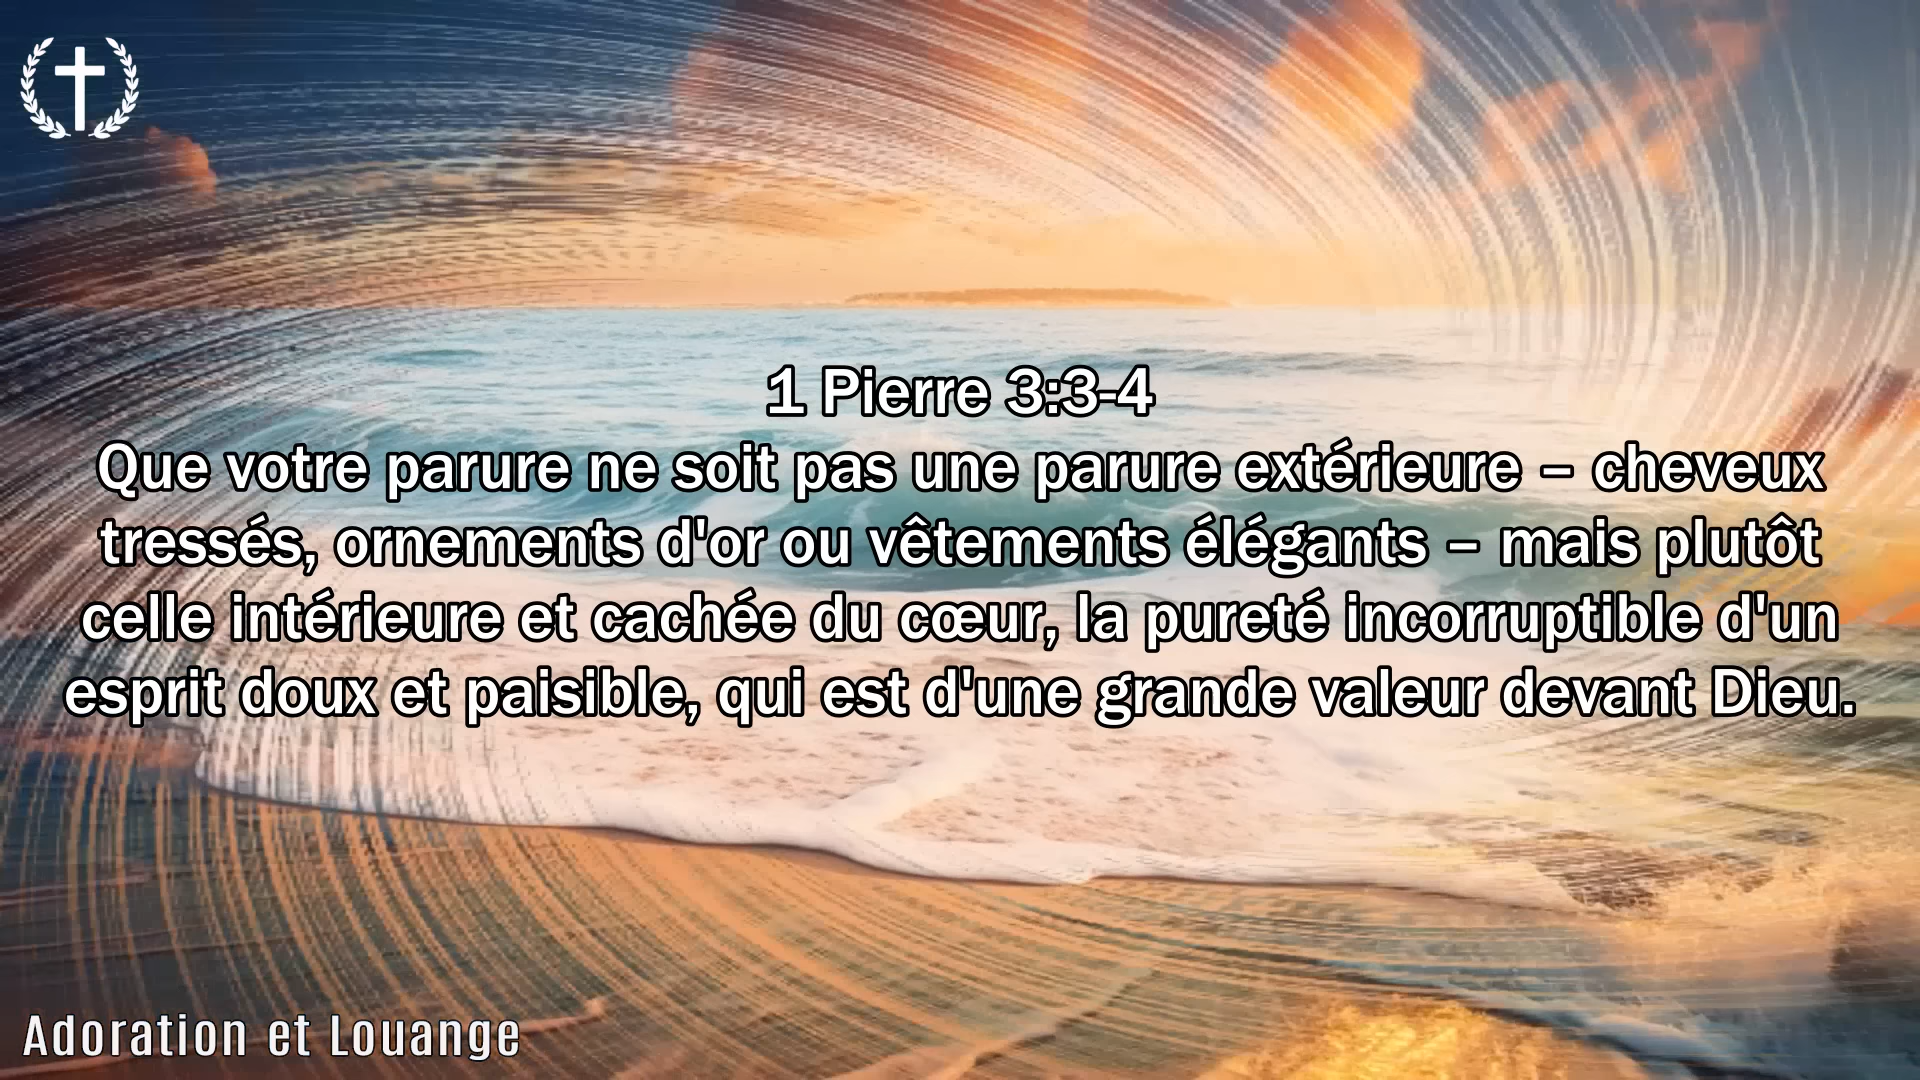 1 Pierre 3:3-4
Que votre parure ne soit pas une parure extérieure – cheveux
tressés, ornements d'or ou vêtements élégants – mais plutôt
celle intérieure et cachée du cœur, la pureté incorruptible d'un
esprit doux et paisible, qui est d'une grande valeur devant Dieu.
Adoration et Louange